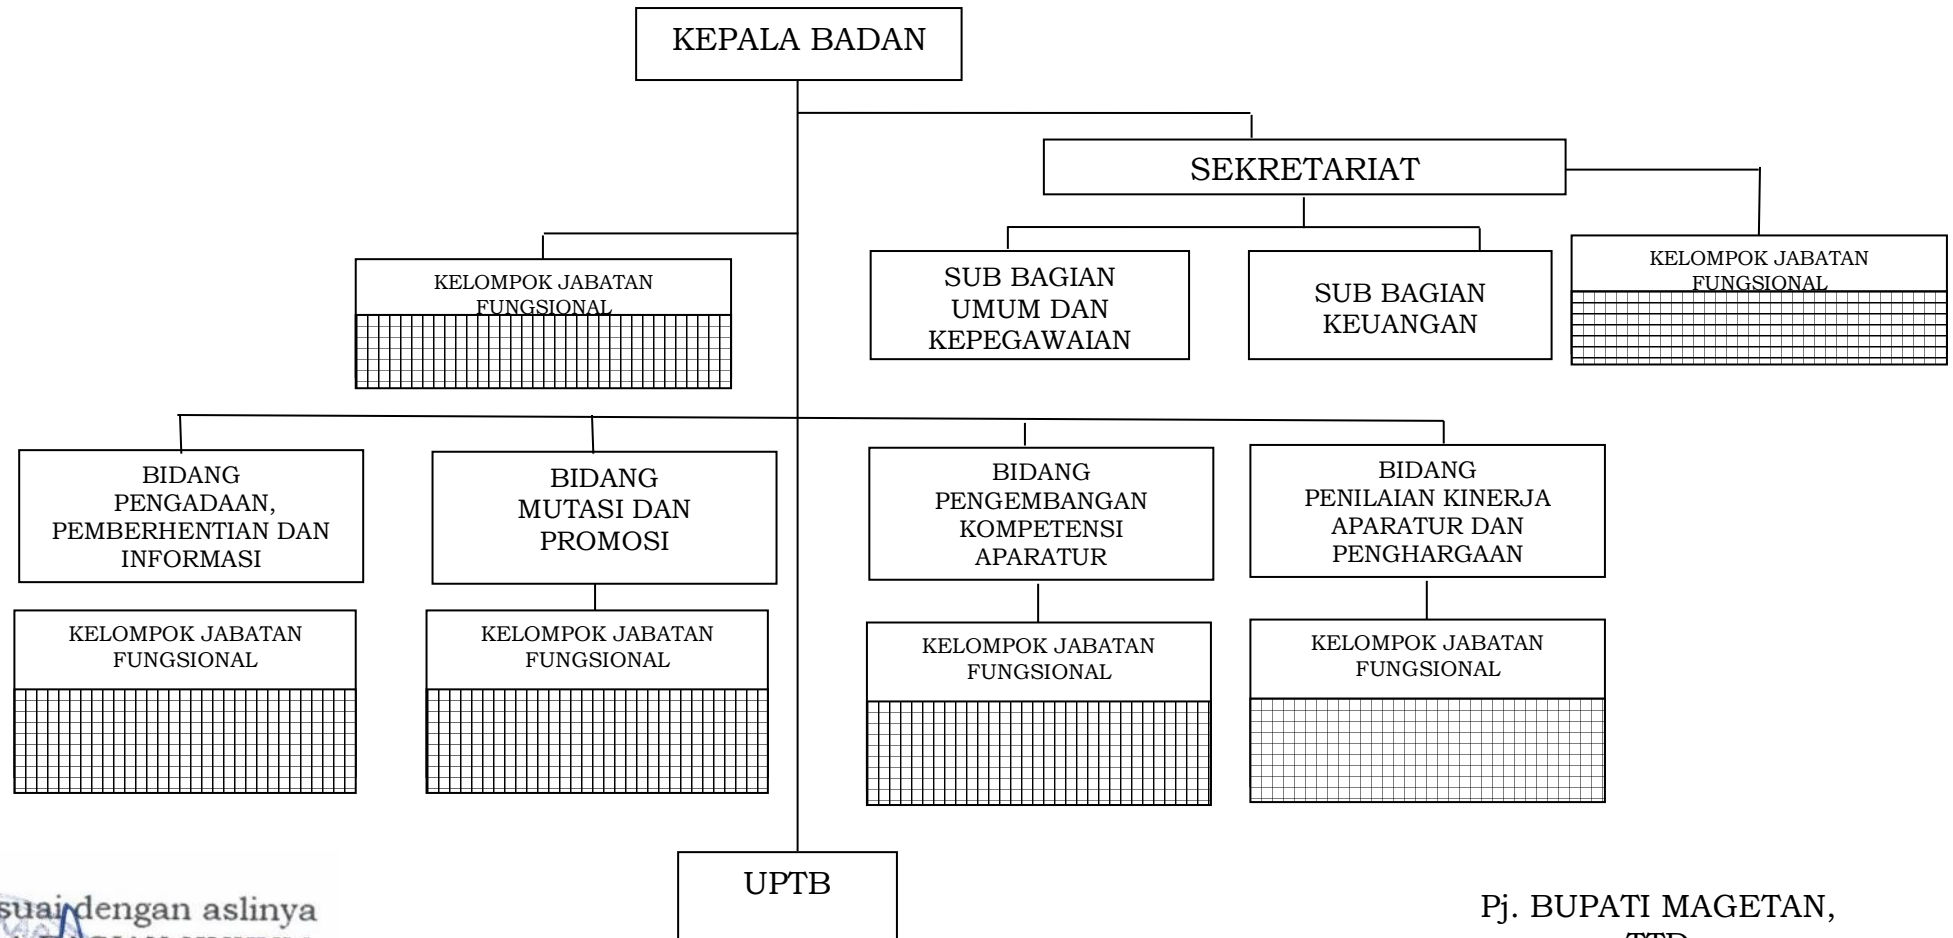 KEPALA BADAN
SEKRETARIAT
KELOMPOK JABATAN
FUNGSIONAL
SUB BAGIAN
UMUM DAN
KEPEGAWAIAN
SUB BAGIAN
KEUANGAN
KELOMPOK JABATAN
FUNGSIONAL
BIDANG
PENGADAAN,
PEMBERHENTIAN DAN
INFORMASI
BIDANG
MUTASI DAN
PROMOSI
BIDANG
PENGEMBANGAN
KOMPETENSI
APARATUR
BIDANG
PENILAIAN KINERJA
APARATUR DAN
PENGHARGAAN
KELOMPOK JABATAN
FUNGSIONAL
KELOMPOK JABATAN
FUNGSIONAL
KELOMPOK JABATAN
FUNGSIONAL
KELOMPOK JABATAN
FUNGSIONAL
UPTB
suai dengan aslinya
Pj. BUPATI MAGETAN,